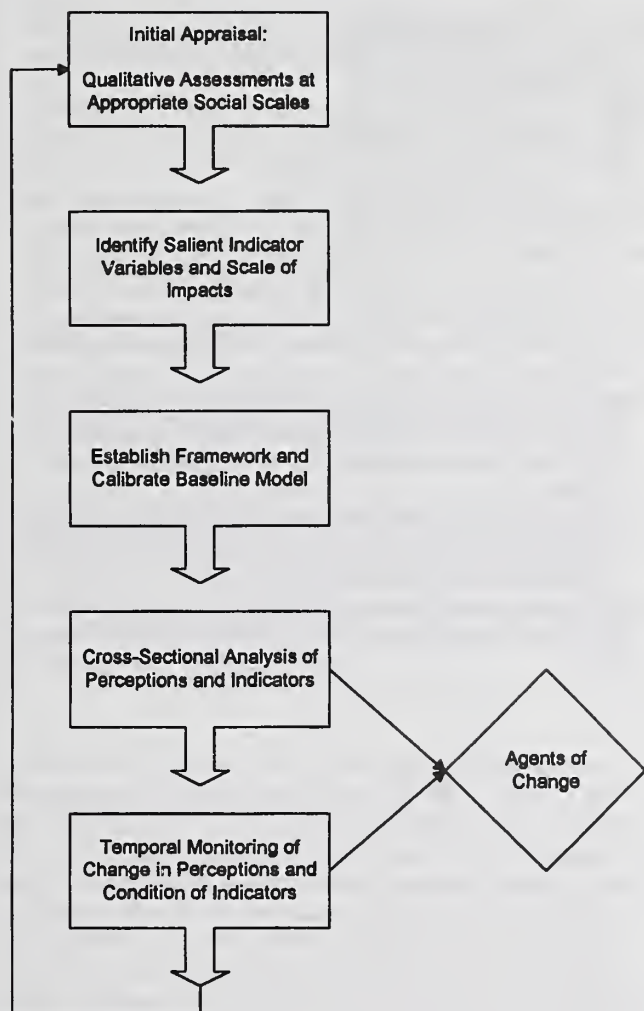 Initial Appraisal:
Qualitative Assessments at
Appropriate Social Scales
Identify Salient Indicator
Variables and Scale of
Impacts
Establish Framework and
Calibrate Baseline Model
Cross-Sectional Analysis of
Perceptions and Indicators
Agents of
Change
Temporal Monitoring of
Change in Perceptions and
Condition of Indicators